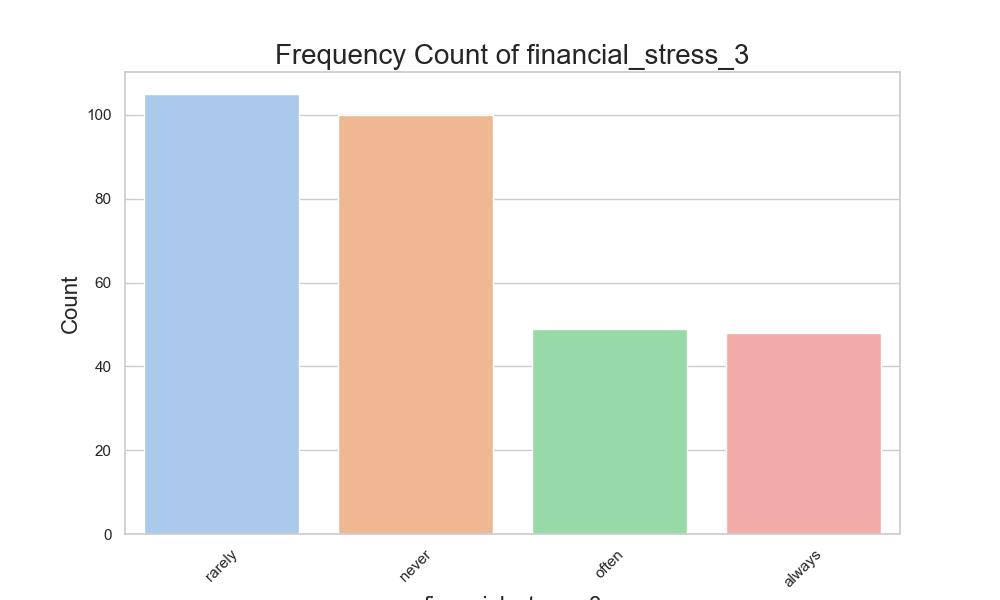 Frequency Count of financial_stress_3
Count
100
80
60
40
20
0
rarely
never
often
always